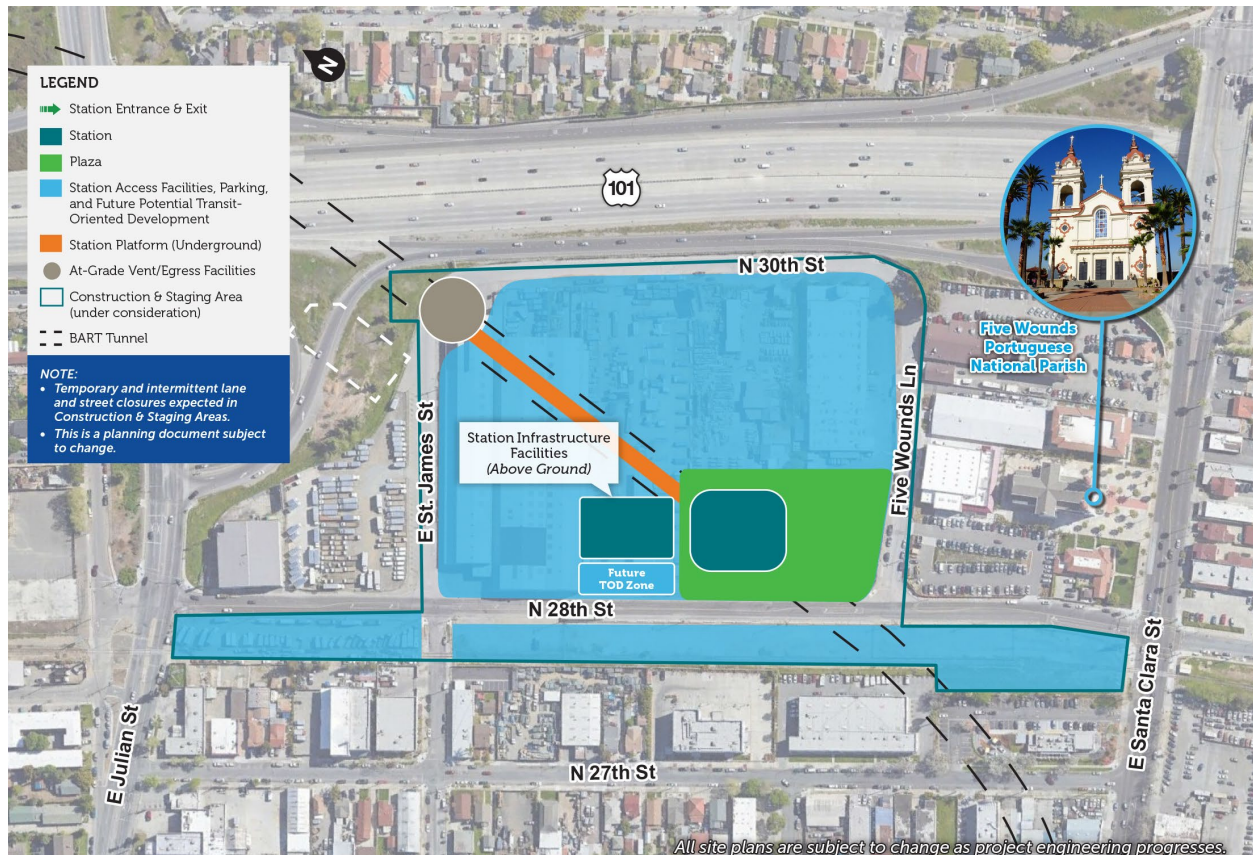 N
LEGEND
Station Entrance & Exit
Station
Plaza
Station Access Facilities, Parking,
and Future Potential Transit-
Oriented Development
Station Platform (Underground)
At-Grade Vent/Egress Facilities
Construction & Staging Area
(under consideration)
BART Tunnel
NOTE:
• Temporary and intermittent lane
and street closures expected in
Construction & Staging Areas.
• This is a planning document subject
to change.
101
N 30th St
Five Wounds
Portuguese
National Parish
Five Wounds Ln
E St. James St
Station Infrastructure
Facilities
(Above Ground)
Future
TOD Zone
N 28th St
E Julian St
N 27th St
E Santa Clara St
All site plans are subject to change as project engineering progresses.